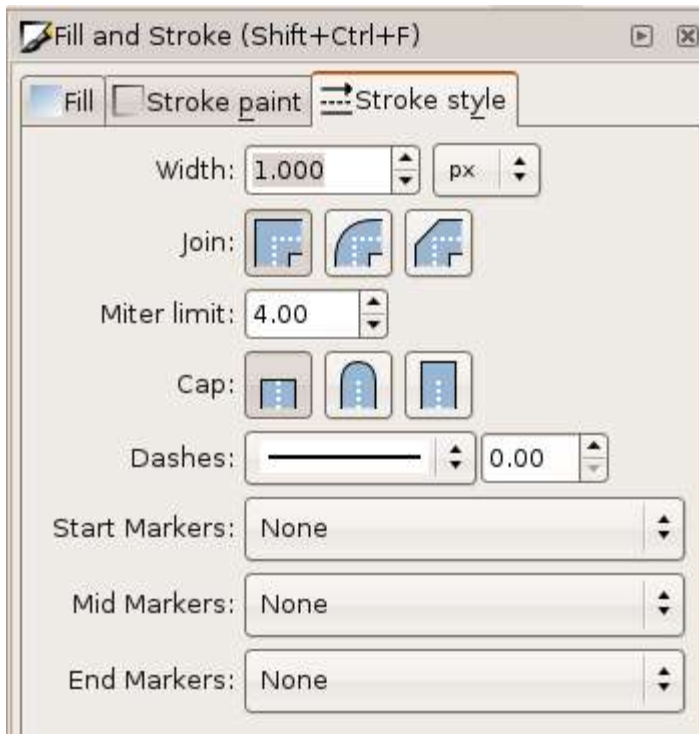 Fill and Stroke (Shift+Ctrl+F)
Fill Stroke paint Stroke style
Width: 1.000 px
Join:
Miter limit: 4.00
Cap:
Dashes: 0.00
Start Markers: None
Mid Markers: None
End Markers: None